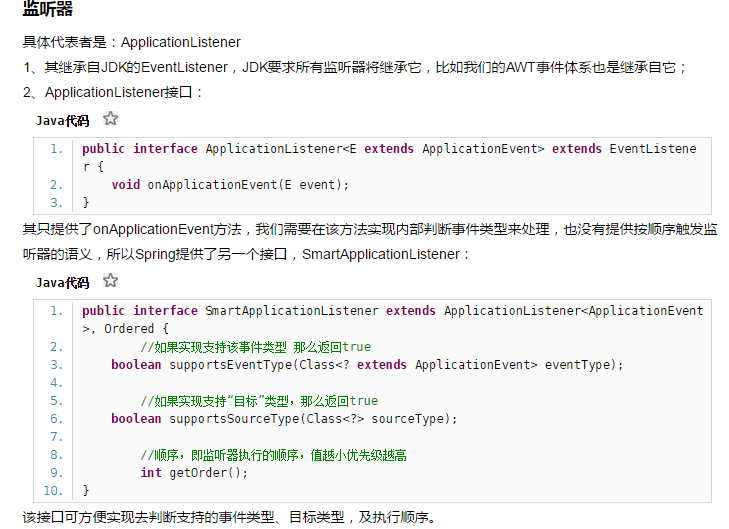 监听器
具体代表者是：ApplicationListener
1、其继承自JDK的EventListener，JDK要求所有监听器将继承它，比如我们的AWT事件体系也是继承自它；
2、ApplicationListener接口：
Java代码
1. public interface ApplicationListener<E extends ApplicationEvent> extends EventListene
r {
2.     void onApplicationEvent(E event);
3. }
其只提供了onApplicationEvent方法，我们需要在该方法实现内部判断事件类型来处理，也没有提供按顺序触发监
听器的语义，所以Spring提供了另一个接口，SmartApplicationListener：
Java代码
1. public interface SmartApplicationListener extends ApplicationListener<ApplicationEvent
>, Ordered {
2.         //如果实现支持该事件类型 那么返回true
3.     boolean supportsEventType(Class<? extends ApplicationEvent> eventType);
4.
5.         //如果实现支持“目标”类型，那么返回true
6.     boolean supportsSourceType(Class<?> sourceType);
7.
8.         //顺序，即监听器执行的顺序，值越小优先级越高
9.         int getOrder();
10. }
该接口可方便实现去判断支持的事件类型、目标类型，及执行顺序。